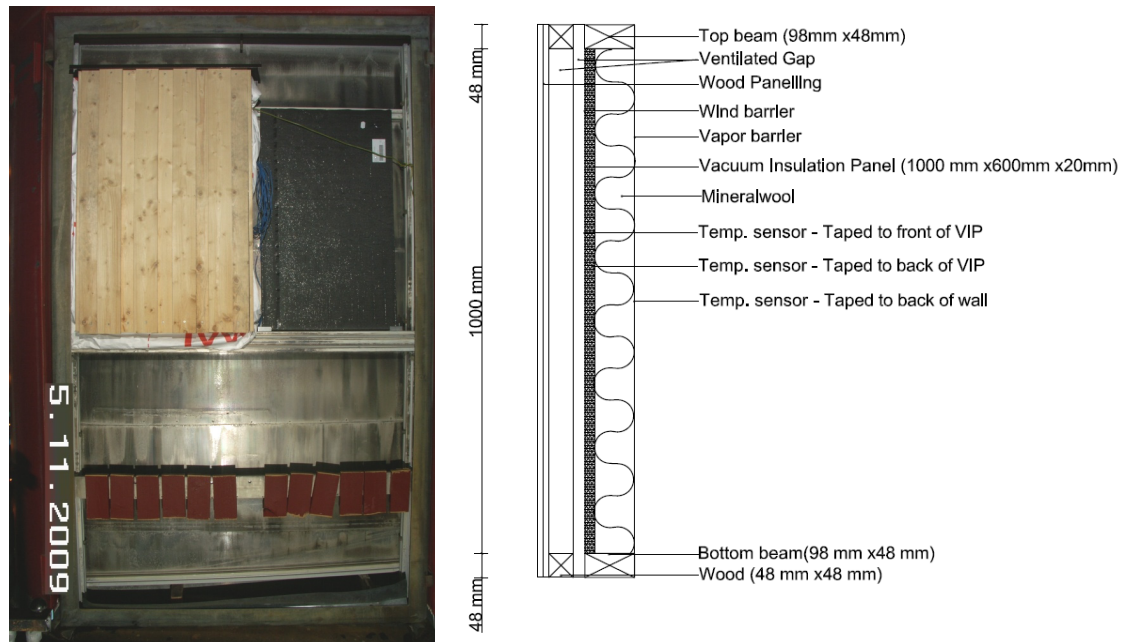 5.11.2009
48 mm
1000 mm
48 mm
Top beam (98mm x48mm)
Ventilated Gap
Wood Panelling
Wind barrier
Vapor barrier
Vacuum Insulation Panel (1000 mm x600mm x20mm)
Mineralwool
Temp. sensor - Taped to front of VIP
Temp. sensor - Taped to back of VIP
Temp. sensor - Taped to back of wall
Bottom beam(98 mm x48 mm)
Wood (48 mm x48 mm)